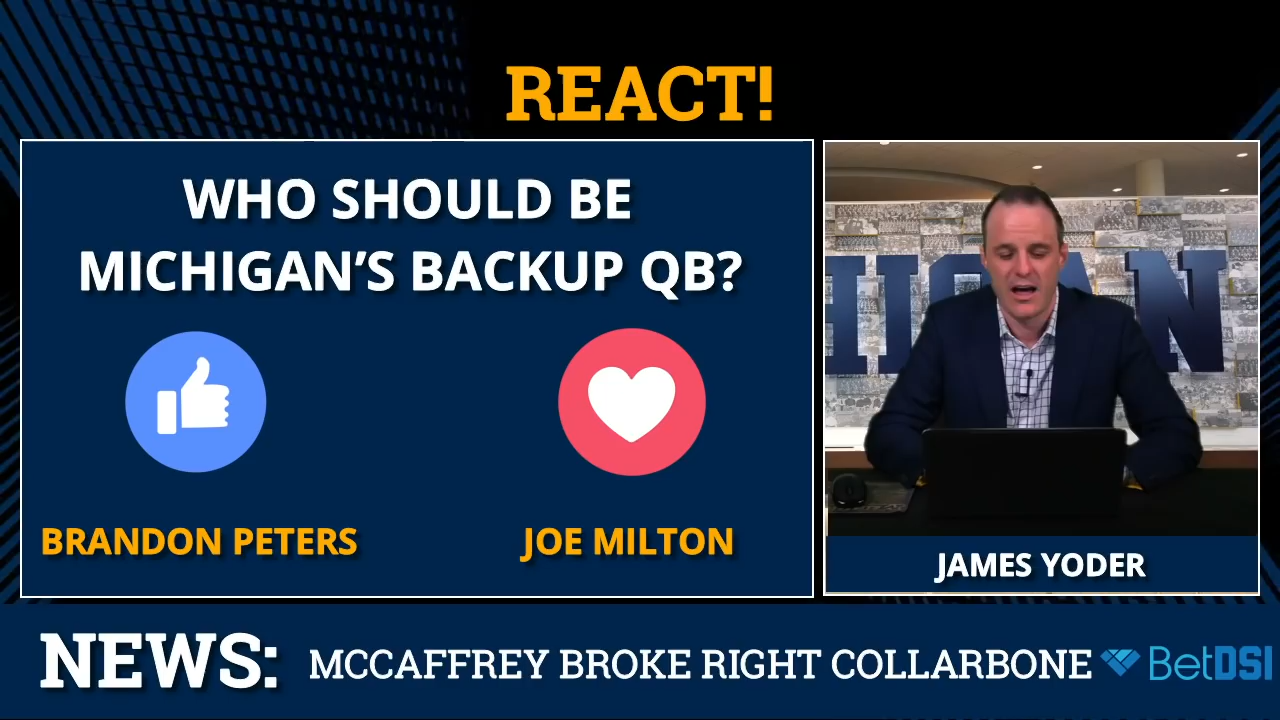 REACT!
WHO SHOULD BE
MICHIGAN'S BACKUP QB?
BRANDON PETERS
JOE MILTON
JAMES YODER
NEWS: MCCAFFREY BROKE RIGHT COLLARBONE BetDSI